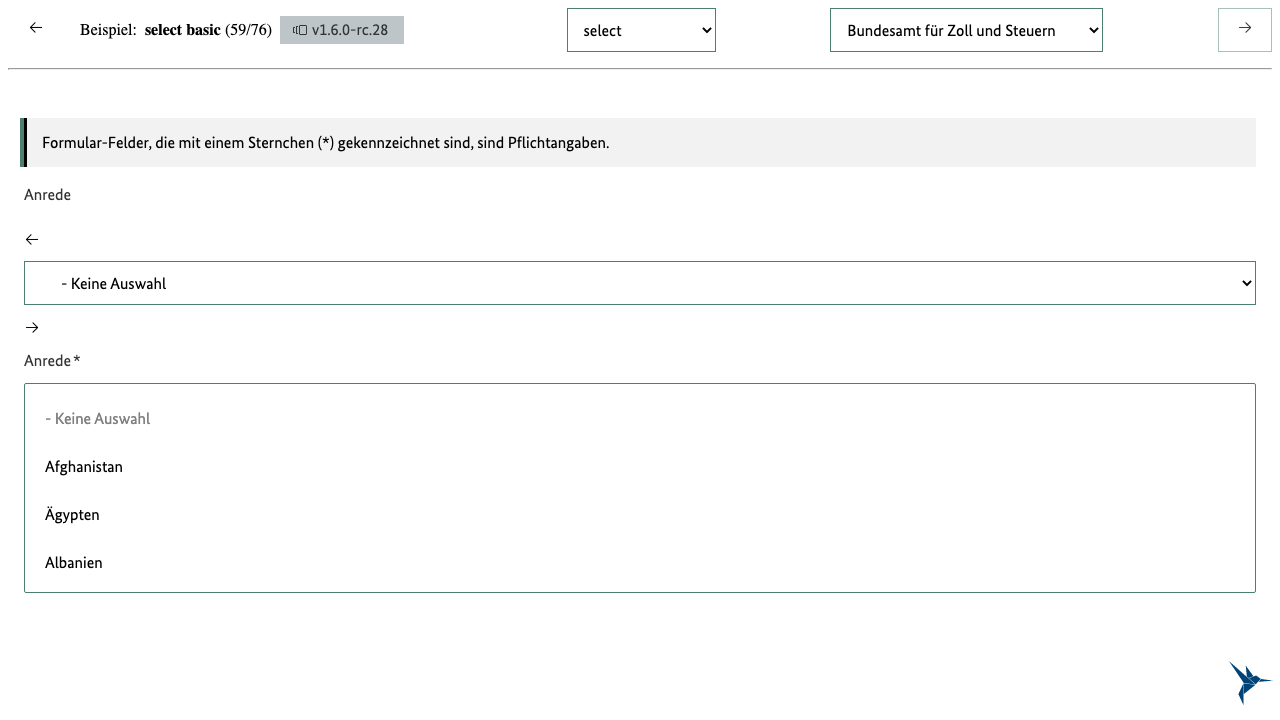 ← Beispiel: select basic (59/76) v1.6.0-rc.28 select Bundesamt für Zoll und Steuern →
Formular-Felder, die mit einem Sternchen (*) gekennzeichnet sind, sind Pflichtangaben.
Anrede
←
- Keine Auswahl
→
Anrede *
- Keine Auswahl
Afghanistan
Ägypten
Albanien